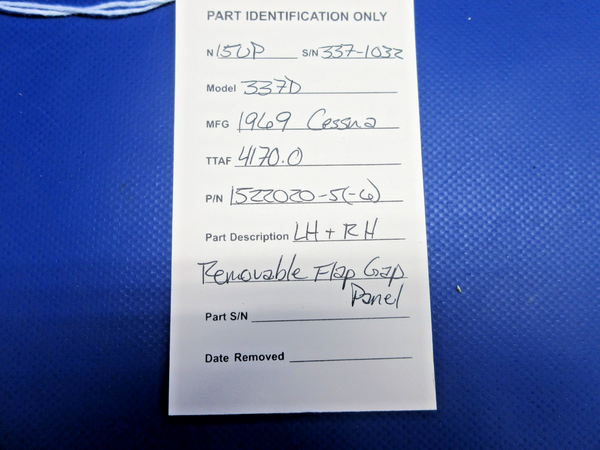 PART IDENTIFICATION ONLY
N 15UP S/N 337-1032
Model 337D
MFG 1969 Cessna
TTAF 4170.0
P/N 1522020-5(-6)
Part Description LH + RH
Removable Flap Gap
Panel
Part S/N
Date Removed